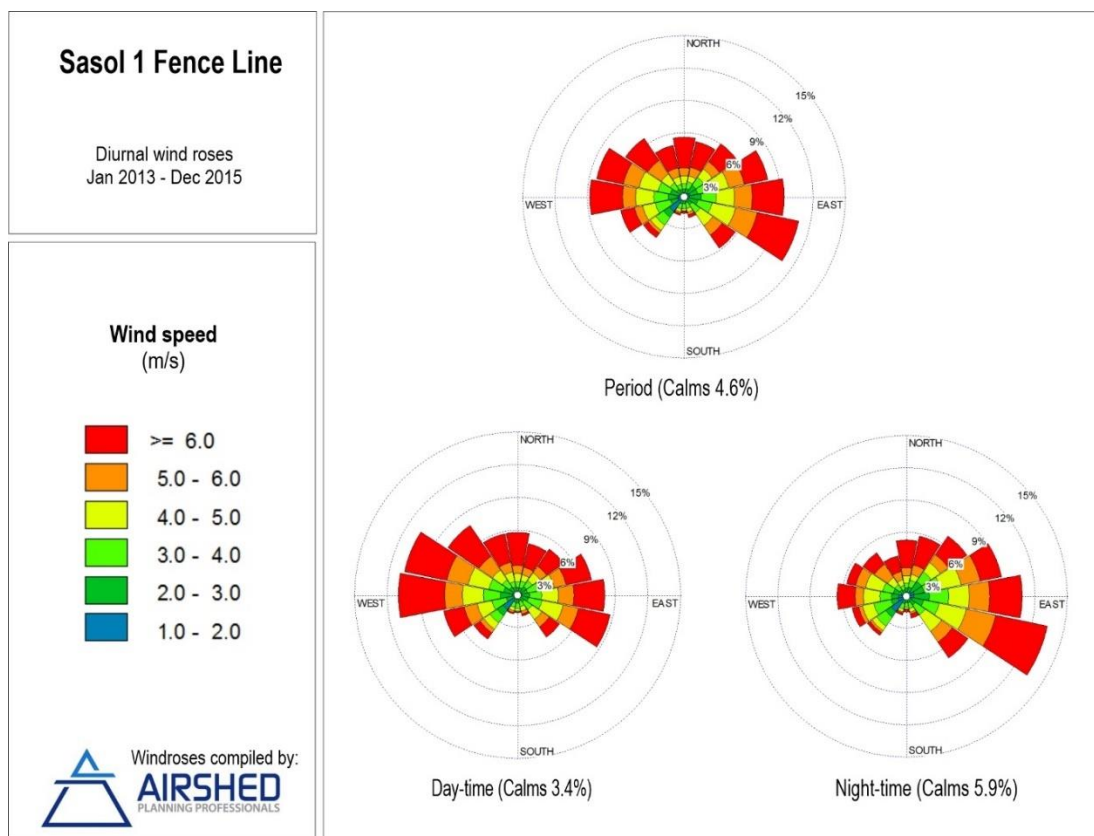 Sasol 1 Fence Line
Diurnal wind roses
Jan 2013 - Dec 2015
Wind speed
(m/s)
>= 6.0
5.0 - 6.0
4.0 - 5.0
3.0 - 4.0
2.0 - 3.0
1.0 - 2.0
Windroses compiled by:
AIRSHED
PLANNING PROFESSIONALS
NORTH
15%
12%
9%
6%
3%
WEST
EAST
SOUTH
Period (Calms 4.6%)
NORTH
15%
12%
9%
6%
3%
WEST
EAST
SOUTH
Day-time (Calms 3.4%)
NORTH
15%
12%
9%
6%
3%
WEST
EAST
SOUTH
Night-time (Calms 5.9%)